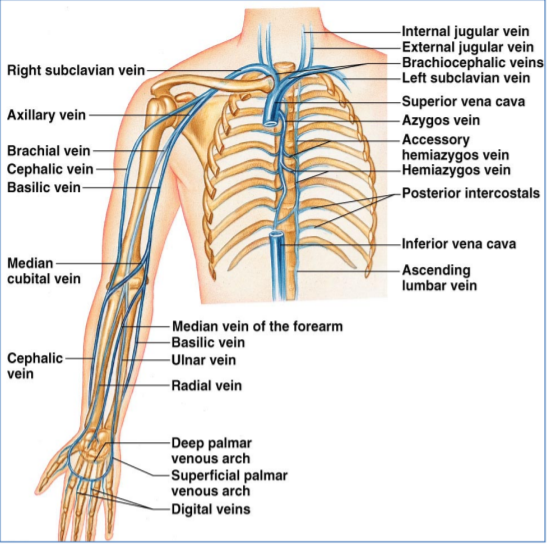 Internal jugular vein
External jugular vein
Brachiocephalic veins
Right subclavian vein
Left subclavian vein
Superior vena cava
Axillary vein
Azygos vein
Accessory
hemiazygos vein
Brachial vein
Cephalic vein
Hemiazygos vein
Basilic vein
Posterior intercostals
Inferior vena cava
Median
cubital vein
Ascending
lumbar vein
Median vein of the forearm
Basilic vein
Cephalic
vein
Ulnar vein
Radial vein
Deep palmar
venous arch
Superficial palmar
venous arch
Digital veins